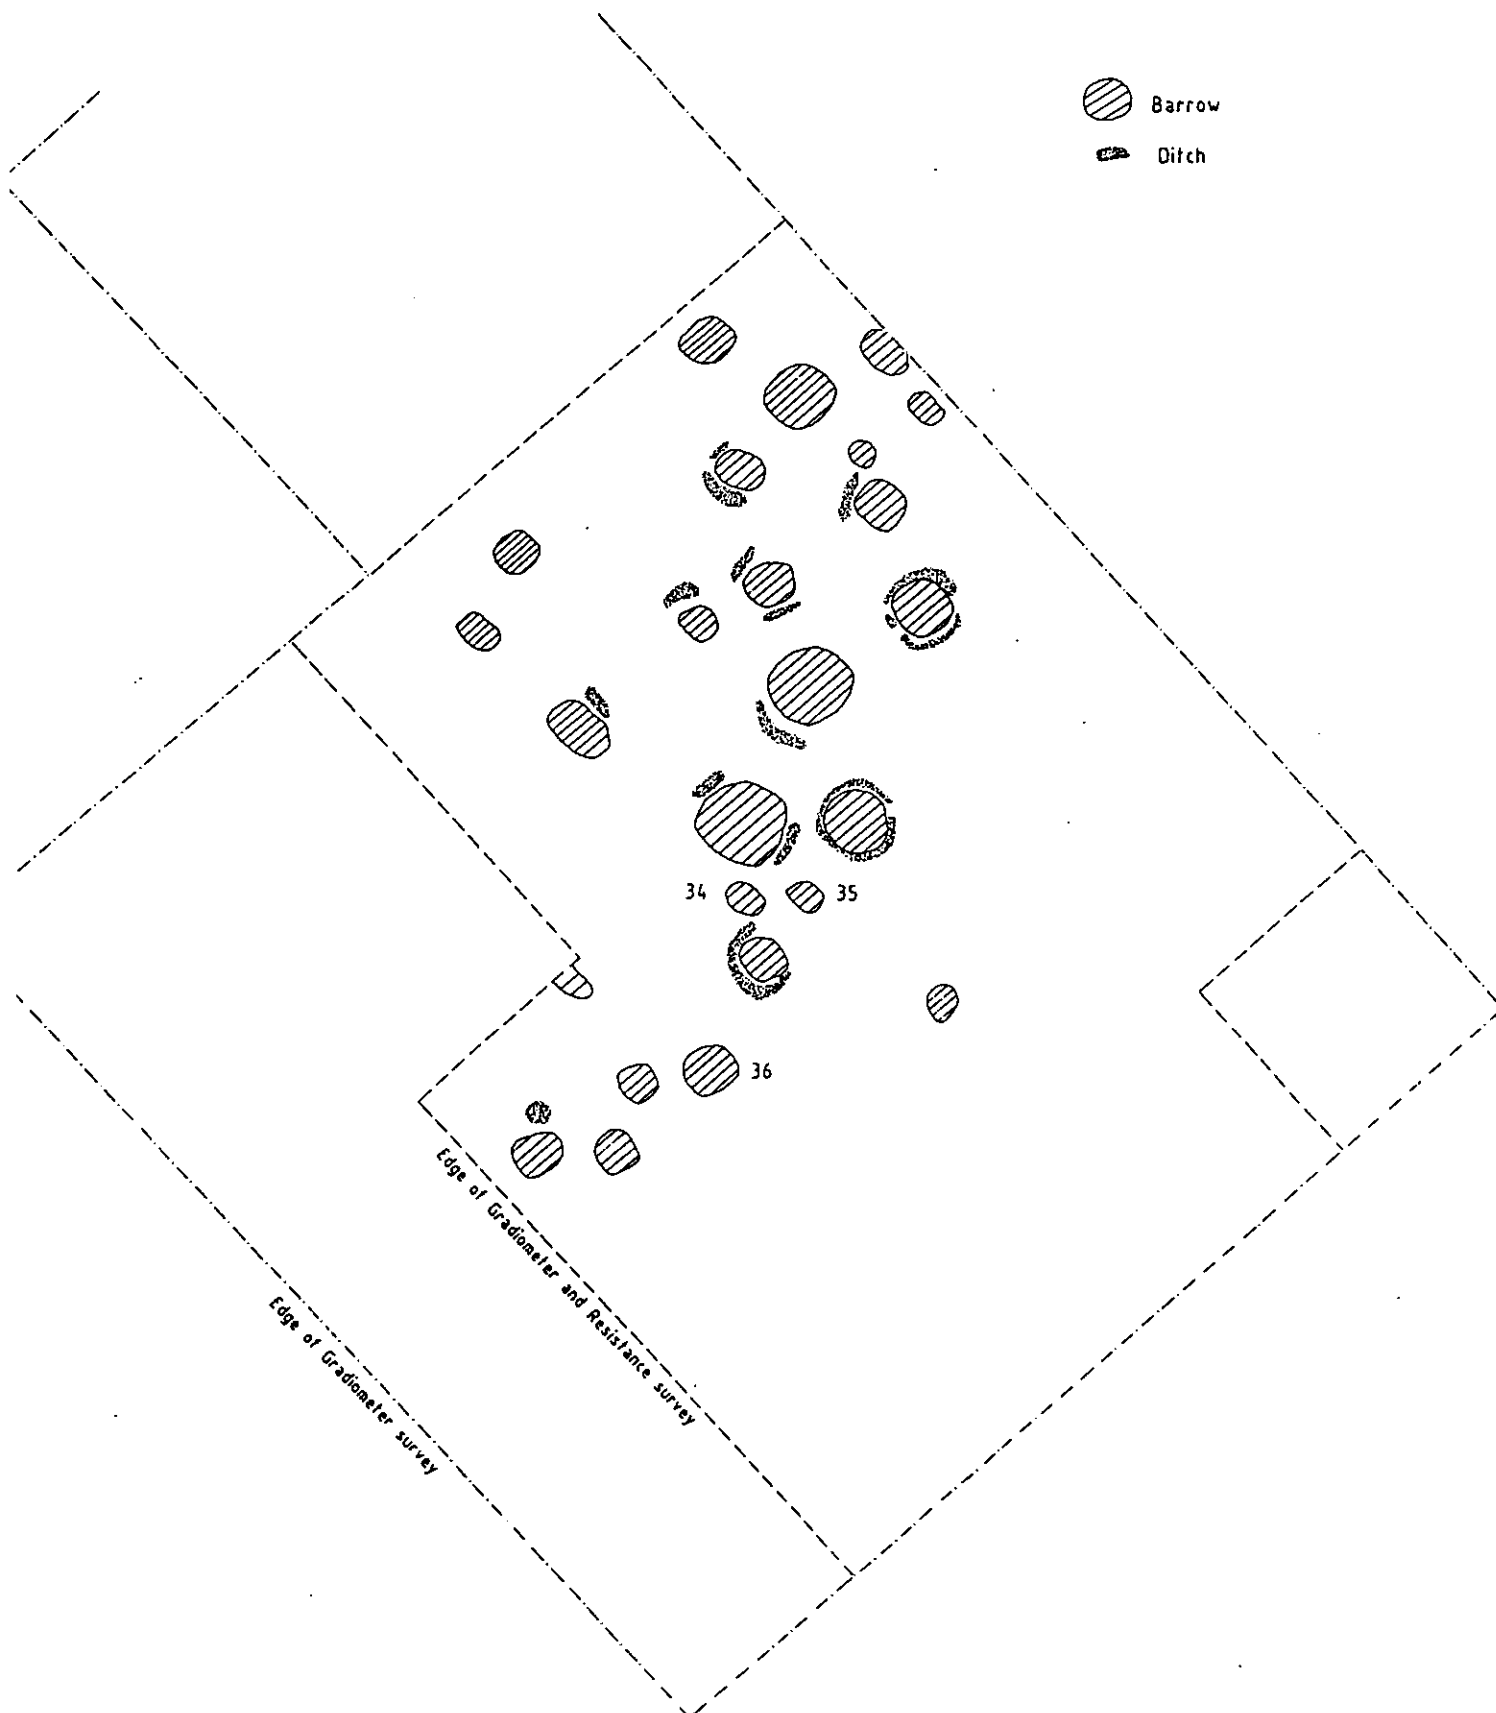 Barrow
Ditch
34
35
36
Edge of Gradiometer and Resistance survey
Edge of Gradiometer survey